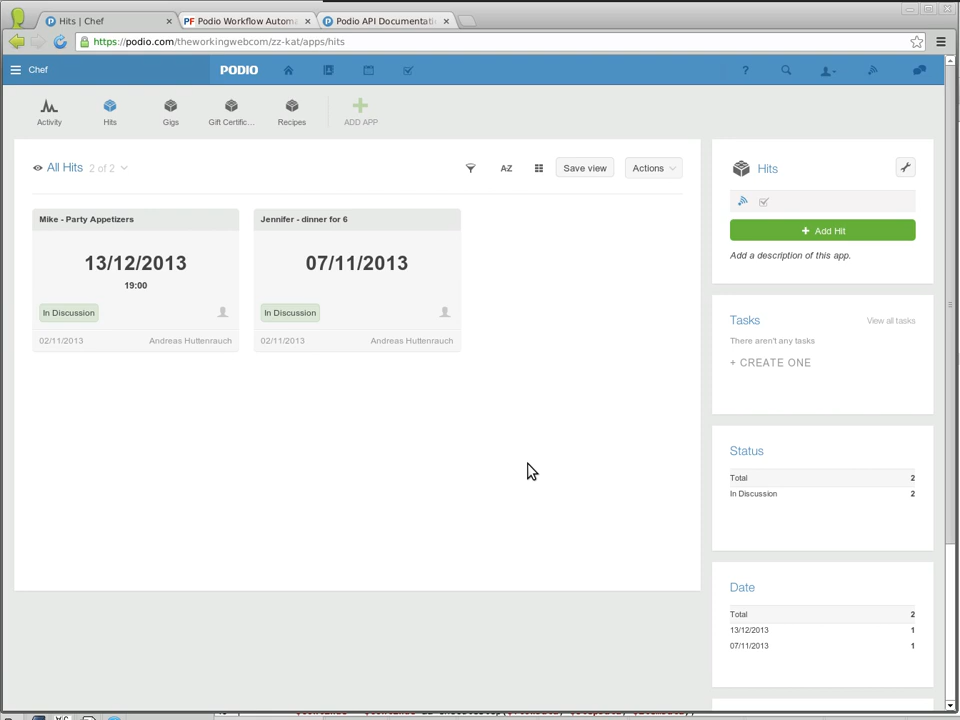 Hits | Chef
Podio Workflow Automa
Podio API Documentati
https://podio.com/theworkingwebcom/zz-kat/apps/hits
Chef
PODIO
?
Activity
Hits
Gigs
Gift Certific...
Recipes
ADD APP
All Hits 2 of 2
AZ
Save view
Actions
Mike - Party Appetizers
13/12/2013
19:00
In Discussion
02/11/2013 Andreas Huttenrauch
Jennifer - dinner for 6
07/11/2013
In Discussion
02/11/2013 Andreas Huttenrauch
Hits
+ Add Hit
Add a description of this app.
Tasks View all tasks
There aren't any tasks
+ CREATE ONE
Status
Total 2
In Discussion 2
Date
Total 2
13/12/2013 1
07/11/2013 1